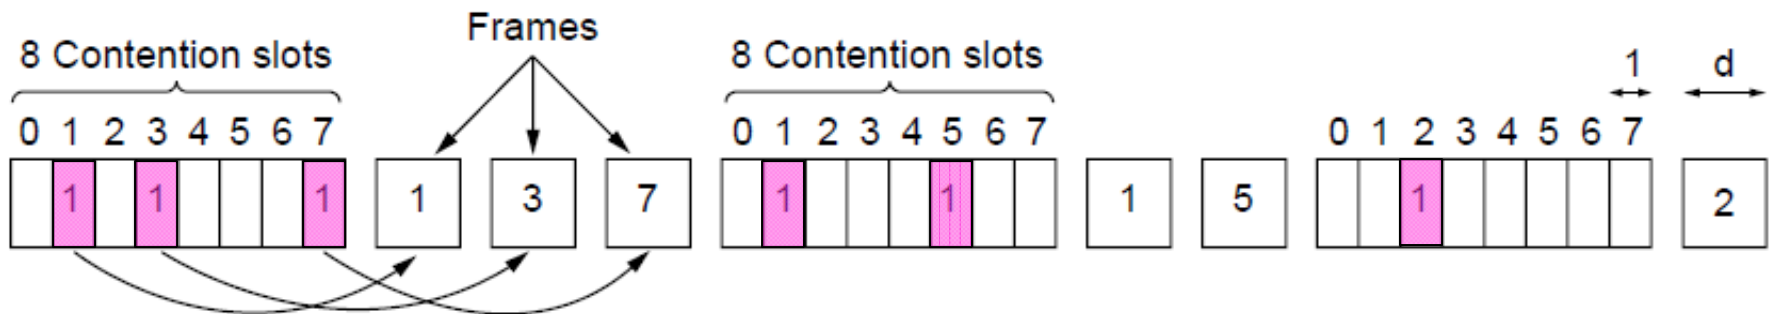 Frames
8 Contention slots 8 Contention slots 1 d
0 1 2 3 4 5 6 7 0 1 2 3 4 5 6 7 0 1 2 3 4 5 6 7
1 1 1 1 3 7 1 1 1 5 1 2